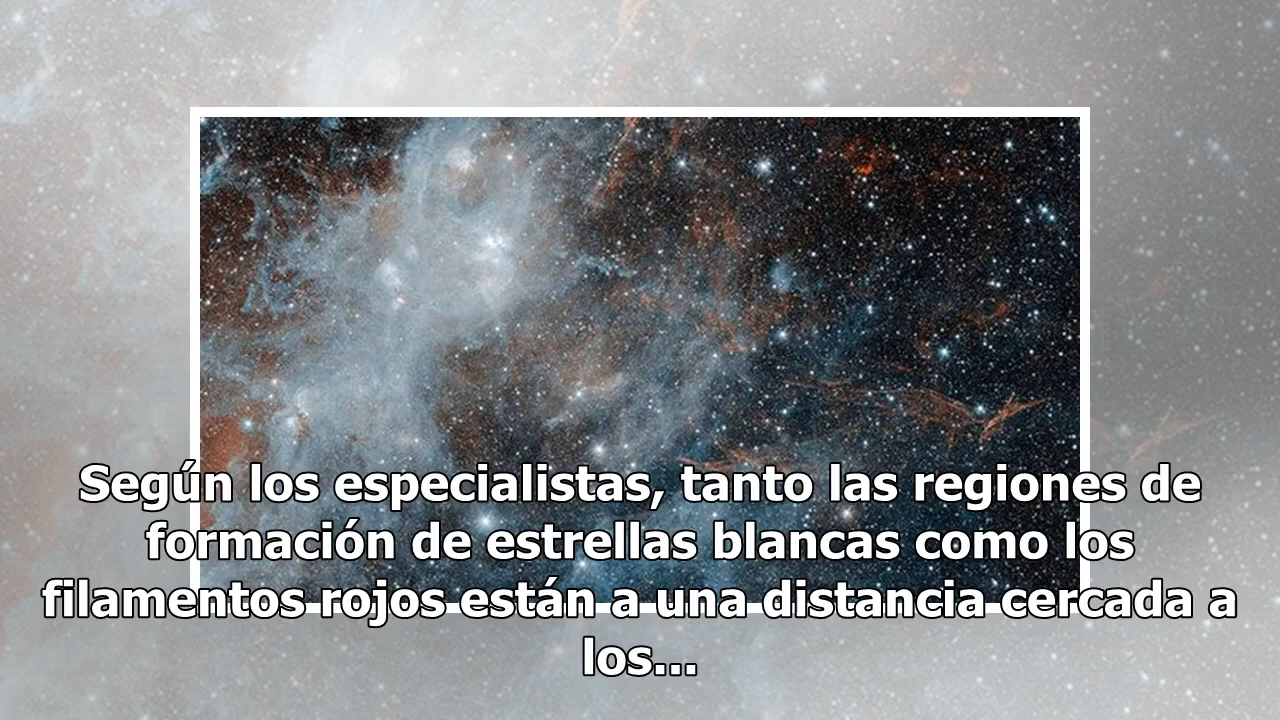 Según los especialistas, tanto las regiones de
formación de estrellas blancas como los
filamentos rojos están a una distancia cercada a
los...